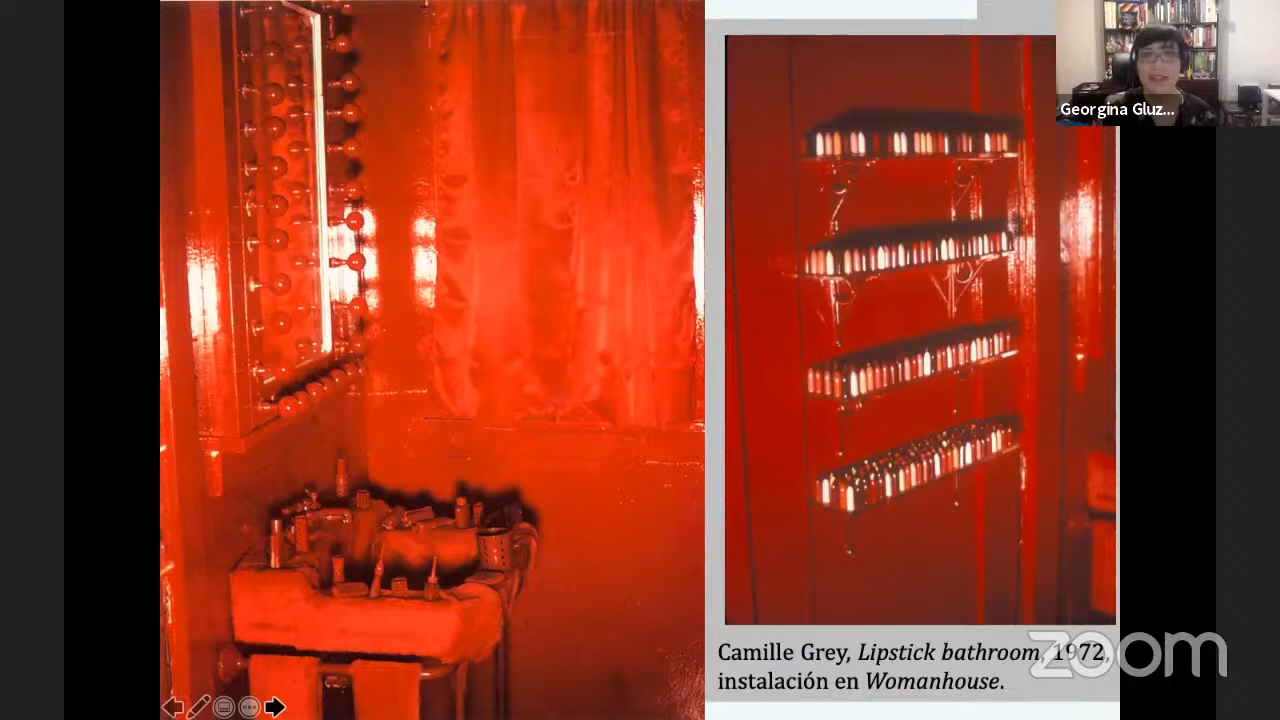 Georgina Gluz...
Camille Grey, Lipstick bathroom, 1972,
instalación en Womanhouse.
zoom